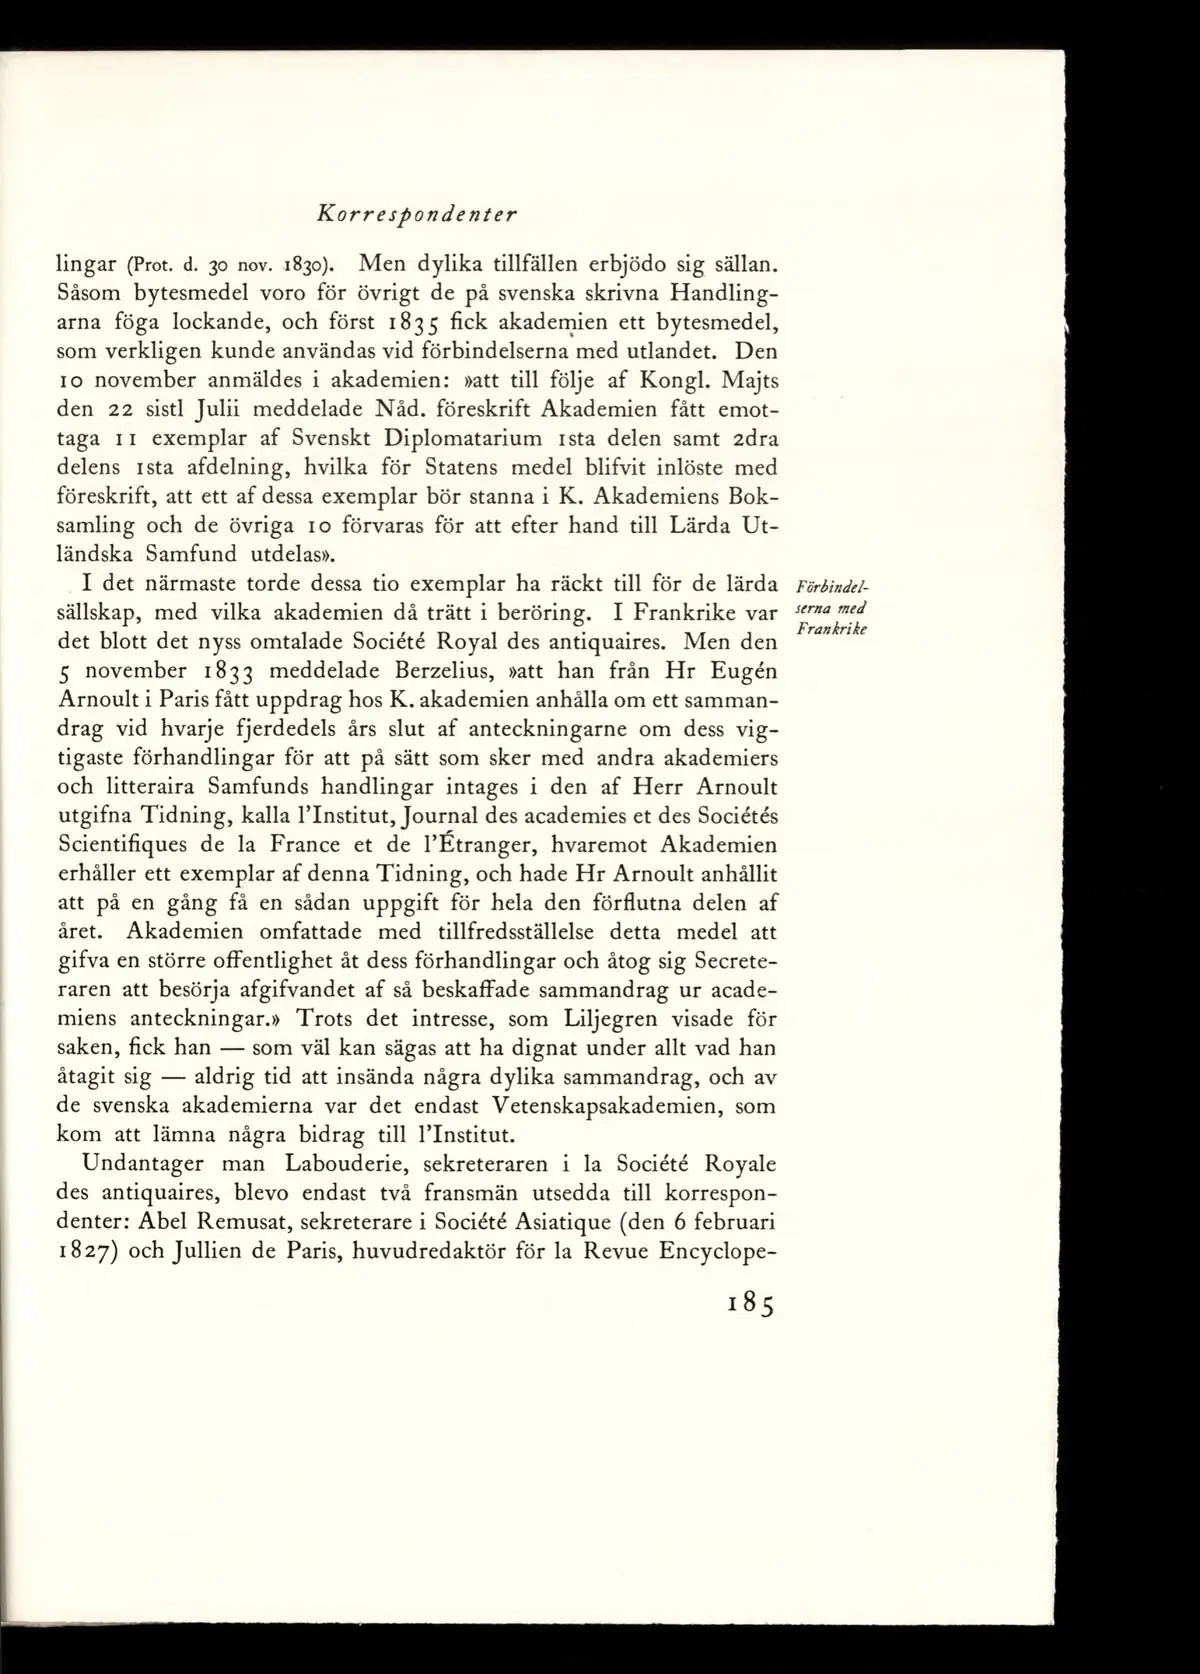 Korrespondenter
lingar (Prot. d. 30 nov. 1830). Men dylika tillfällen erbjödo sig sällan.
Såsom bytesmedel voro för övrigt de på svenska skrivna Handling-
arna föga lockande, och först 1835 fick akademien ett bytesmedel,
som verkligen kunde användas vid förbindelserna med utlandet. Den
10 november anmäldes i akademien: »att till följe af Kongl. Majts
den 22 sistl Julii meddelade Nåd. föreskrift Akademien fått emot-
taga 11 exemplar af Svenskt Diplomatarium 1sta delen samt 2dra
delens 1sta afdelning, hvilka för Statens medel blifvit inlöste med
föreskrift, att ett af dessa exemplar bör stanna i K. Akademiens Bok-
samling och de övriga 10 förvaras för att efter hand till Lärda Ut-
ländska Samfund utdelas».
I det närmaste torde dessa tio exemplar ha räckt till för de lärda
sällskap, med vilka akademien då trätt i beröring. I Frankrike var
det blott det nyss omtalade Société Royal des antiquaires. Men den
5 november 1833 meddelade Berzelius, »att han från Hr Eugén
Arnoult i Paris fått uppdrag hos K. akademien anhålla om ett samman-
drag vid hvarje fjerdedels års slut af anteckningarne om dess vig-
tigaste förhandlingar för att på sätt som sker med andra akademiers
och litteraira Samfunds handlingar intages i den af Herr Arnoult
utgifna Tidning, kalla l'Institut, Journal des academies et des Sociétés
Scientifiques de la France et de l'Étranger, hvaremot Akademien
erhåller ett exemplar af denna Tidning, och hade Hr Arnoult anhållit
att på en gång få en sådan uppgift för hela den förflutna delen af
året. Akademien omfattade med tillfredsställelse detta medel att
gifva en större offentlighet åt dess förhandlingar och åtog sig Secrete-
raren att besörja afgifvandet af så beskaffade sammandrag ur acade-
miens anteckningar.» Trots det intresse, som Liljegren visade för
saken, fick han — som väl kan sägas att ha dignat under allt vad han
åtagit sig — aldrig tid att insända några dylika sammandrag, och av
de svenska akademierna var det endast Vetenskapsakademien, som
kom att lämna några bidrag till l'Institut.
Undantager man Labouderie, sekreteraren i la Société Royale
des antiquaires, blevo endast två fransmän utsedda till korrespon-
denter: Abel Remusat, sekreterare i Société Asiatique (den 6 februari
1827) och Jullien de Paris, huvudredaktör för la Revue Encyclope-
Förbindel-
serna med
Frankrike
185